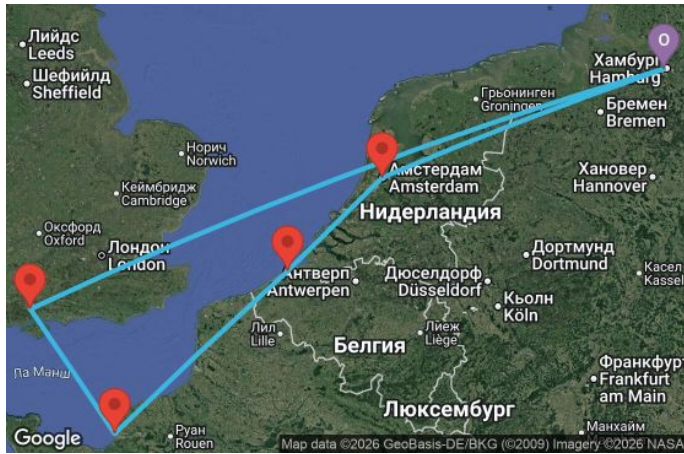 Лийдс
Leeds
Шефийлд
Sheffield
Норич
Norwich
Кеймбридж
Cambridge
Оксфорд
Oxford
Лондон
London
Ла Манш
O
Хамбург
Hamburg
Грьонинген
Groningen
Бремен
Bremen
Амстердам
Amsterdam
Хановер
Hannover
Нидерландия
Антверп
Antwerpen
Дюселдорф
Düsseldorf
Дортмунд
Dortmund
Касел
Kassel
Кьолн
Köln
Лил
Lille
Лиеж
Liège
Белгия
Франкфурт
Frankfurt
am Main
Люксембург
Руан
Rouen
Манхайм
Google
Map data ©2026 GeoBasis-DE/BKG (©2009) Imagery ©2026 NASA